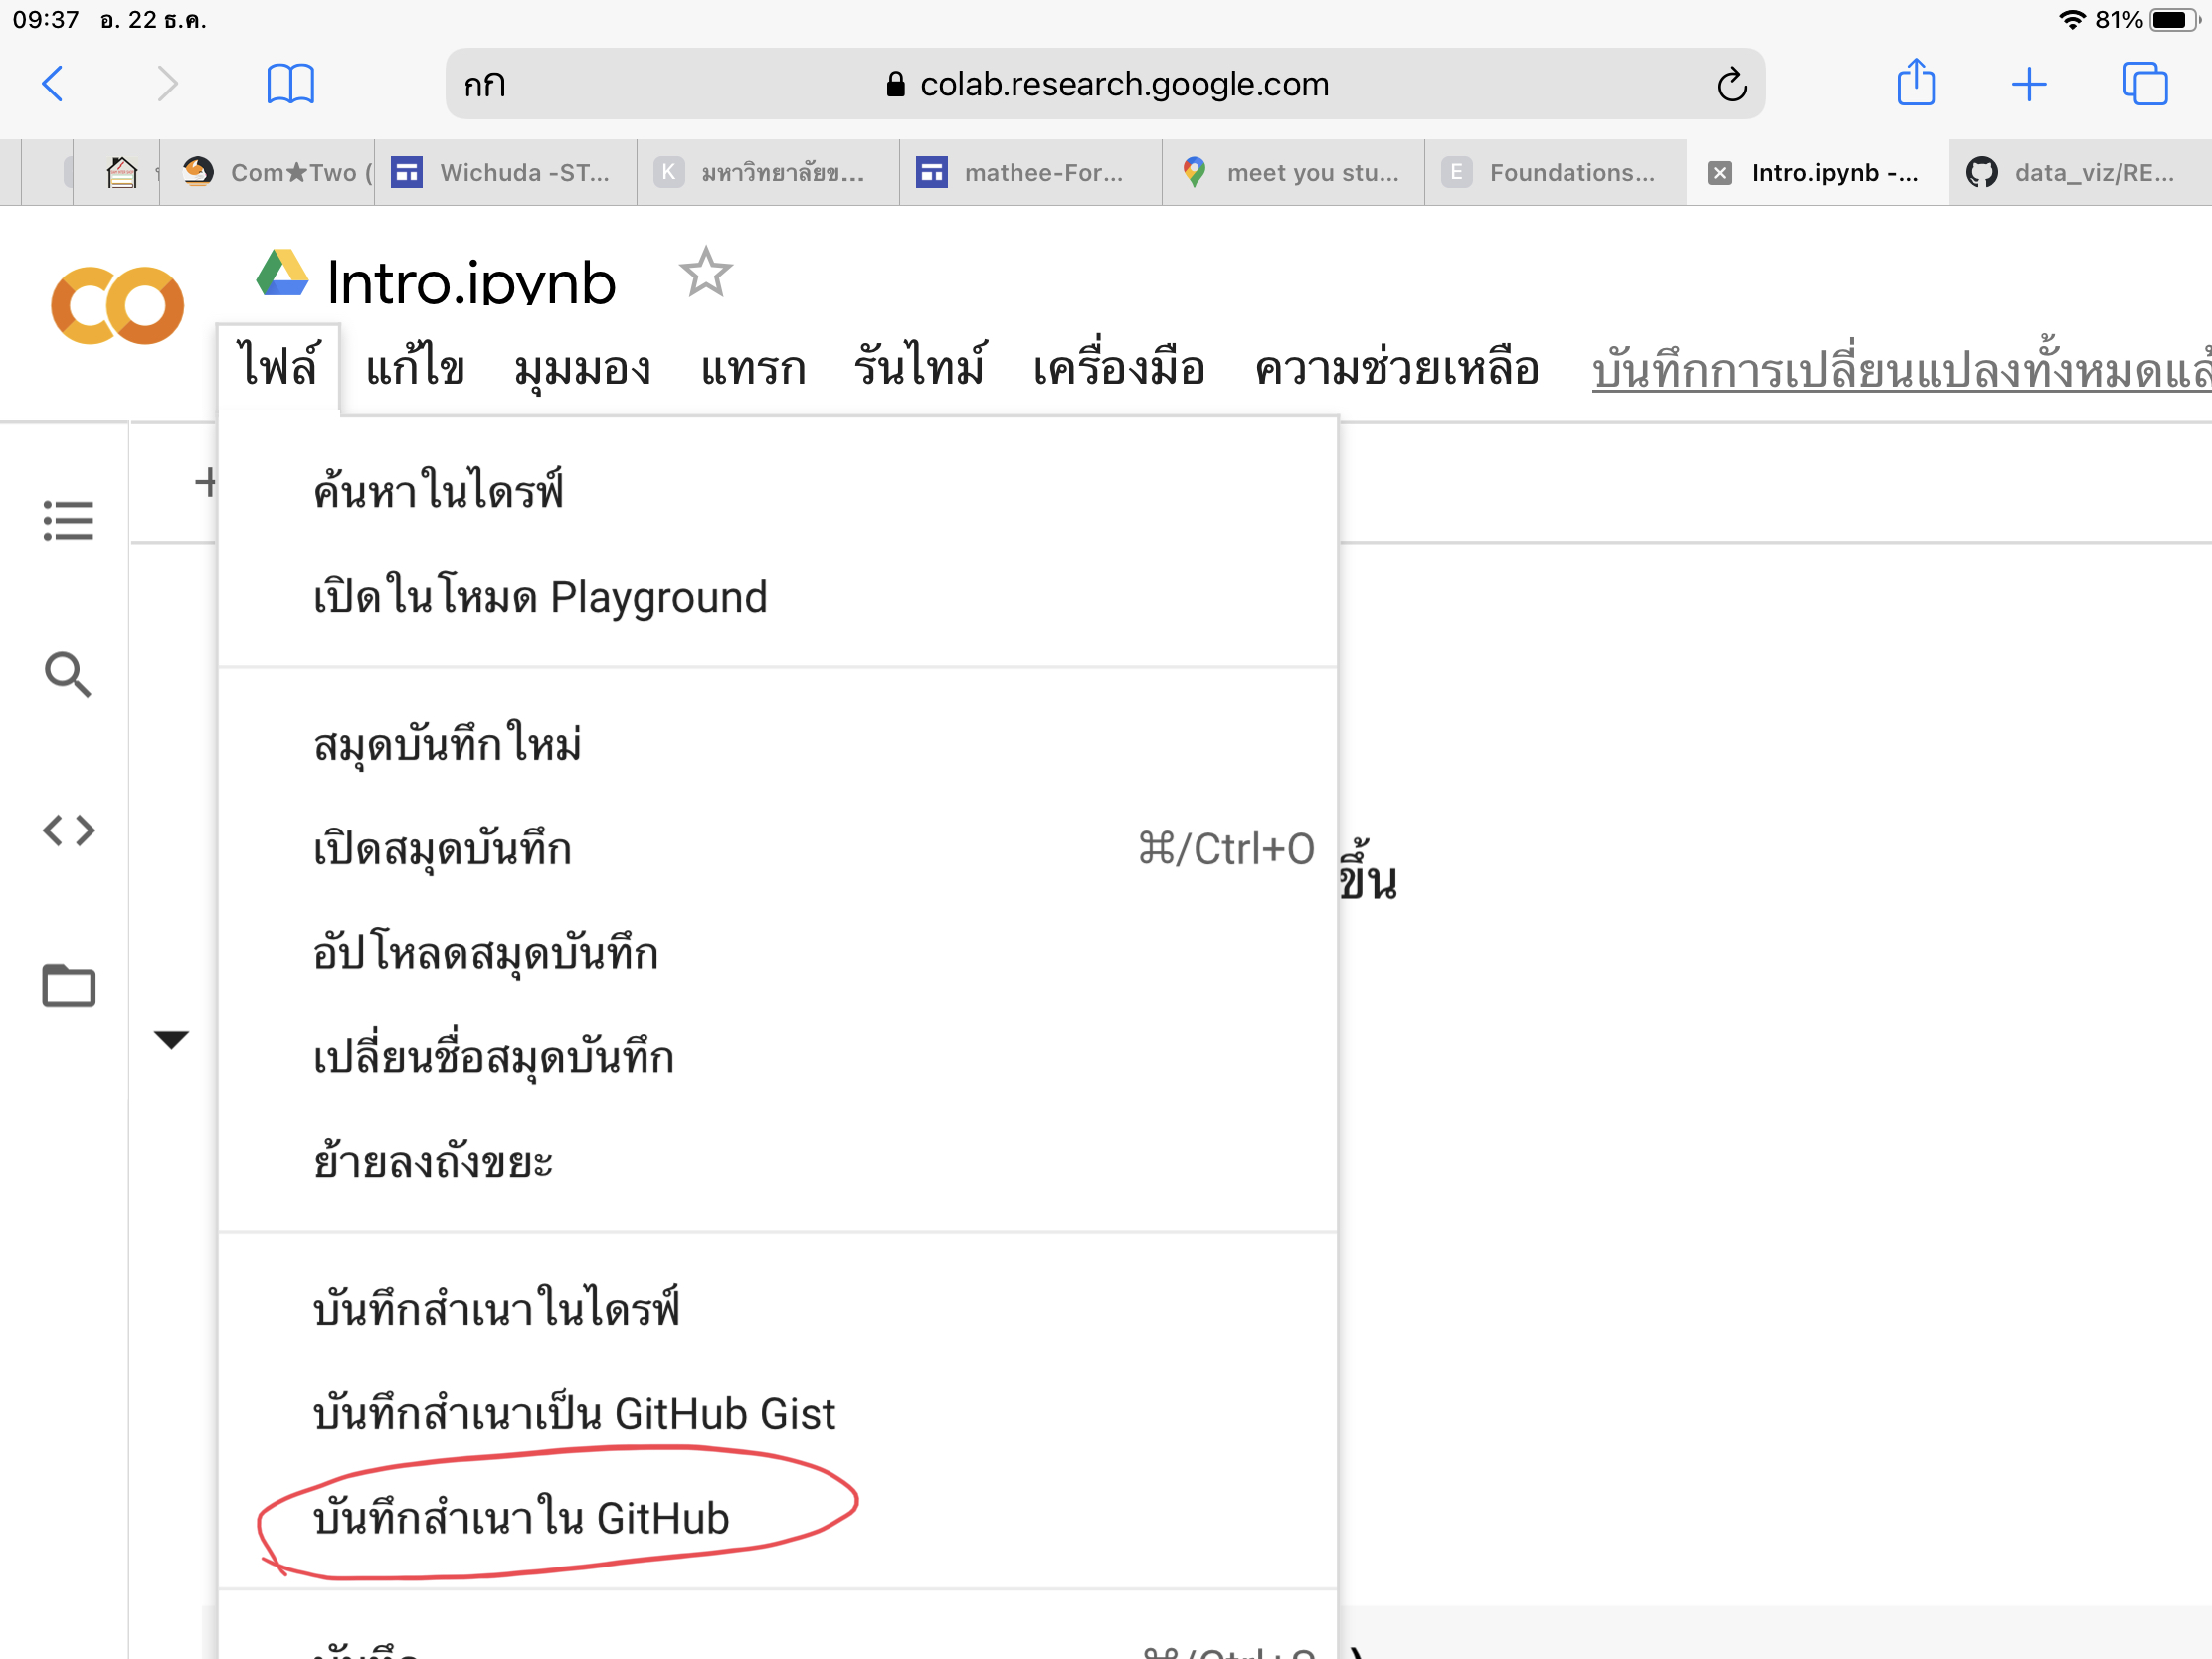 09:37 อ. 22 ธ.ค. 81%
กก colab.research.google.com
Com★Two ( Wichuda -ST... K มหาวิทยาลัยข... mathee-For... meet you stu... E Foundations... Intro.ipynb -... data_viz/RE...
Intro.ipynb
ไฟล์ แก้ไข มุมมอง แทรก รันไทม์ เครื่องมือ ความช่วยเหลือ บันทึกการเปลี่ยนแปลงทั้งหมดแล้
ค้นหาในไดรฟ์
เปิดในโหมด Playground
สมุดบันทึกใหม่
เปิดสมุดบันทึก ⌘/Ctrl+O
ขึ้น
อัปโหลดสมุดบันทึก
เปลี่ยนชื่อสมุดบันทึก
ย้ายลงถังขยะ
บันทึกสำเนาในไดรฟ์
บันทึกสำเนาเป็น GitHub Gist
บันทึกสำเนาใน GitHub
บันทึก ⌘/Ctrl+S